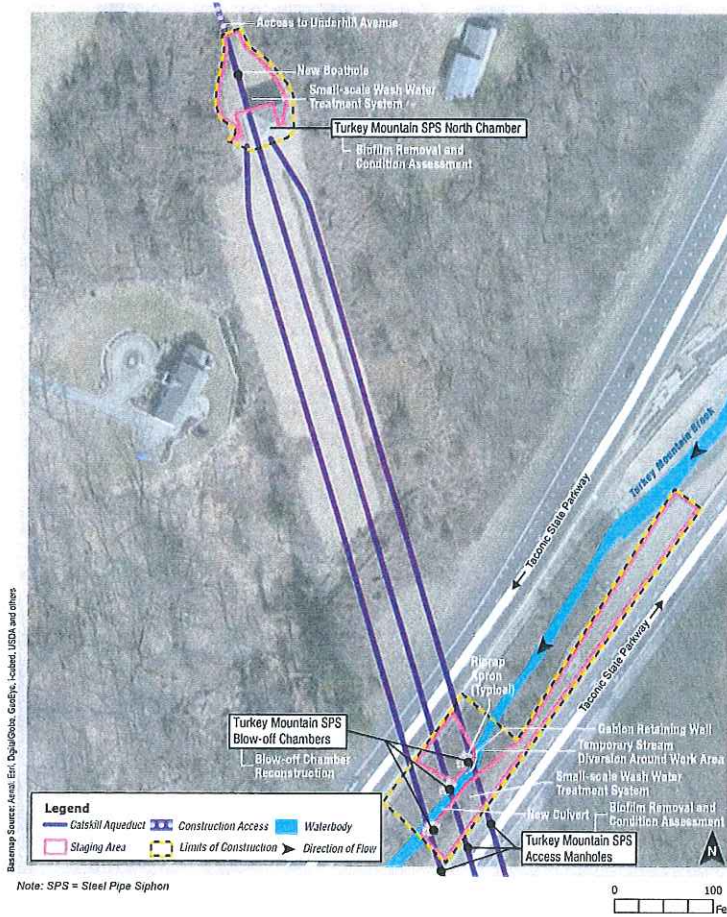 Access to Underhill Avenue
New Boathole
Small-scale Wash Water
Treatment System
Turkey Mountain SPS North Chamber
Biofilm Removal and
Condition Assessment
Turkey Mountain Brook
Taconic State Parkway
Taconic State Parkway
Riprap
Apron
(Typical)
Turkey Mountain SPS
Blow-off Chambers
Blow-off Chamber
Reconstruction
Gabion Retaining Wall
Temporary Stream
Diversion Around Work Area
Small-scale Wash Water
Treatment System
New Culvert
Biofilm Removal and
Condition Assessment
Turkey Mountain SPS
Access Manholes
Legend
Catskill Aqueduct
Construction Access
Waterbody
Staging Area
Limits of Construction
Direction of Flow
N
Basemap Source: Aerial: Esri, DigitalGlobe, GeoEye, i-cubed, USDA and others
Note: SPS = Steel Pipe Siphon
0 100
Fe